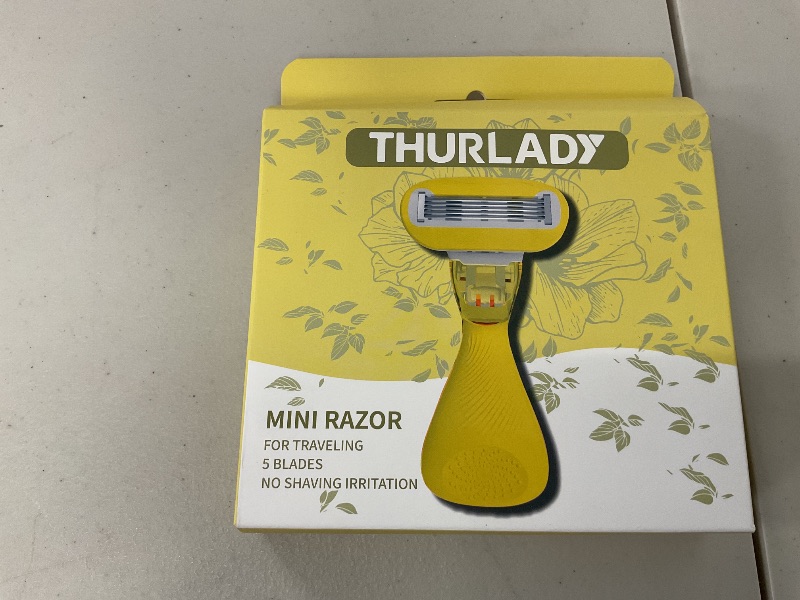 THURLADY
MINI RAZOR
FOR TRAVELING
5 BLADES
NO SHAVING IRRITATION